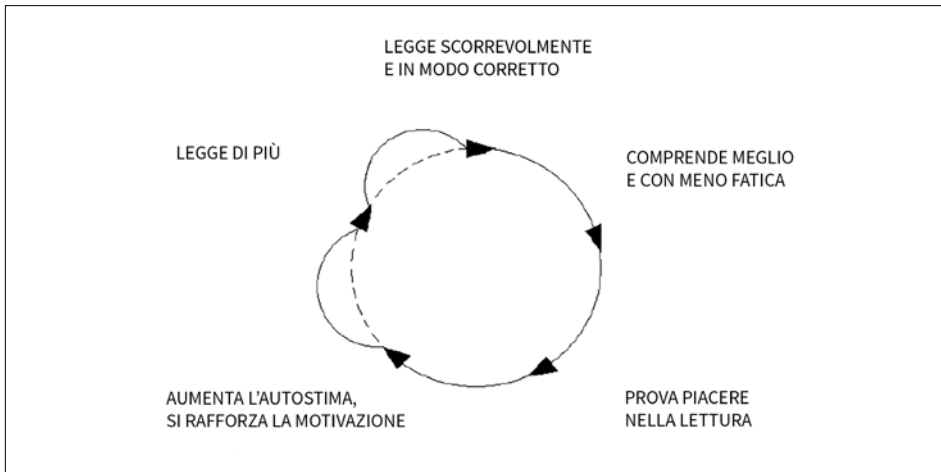 LEGGE SCORREVOLMENTE
E IN MODO CORRETTO
LEGGE DI PIÙ
COMPRENDE MEGLIO
E CON MENO FATICA
AUMENTA L'AUTOSTIMA,
SI RAFFORZA LA MOTIVAZIONE
PROVA PIACERE
NELLA LETTURA